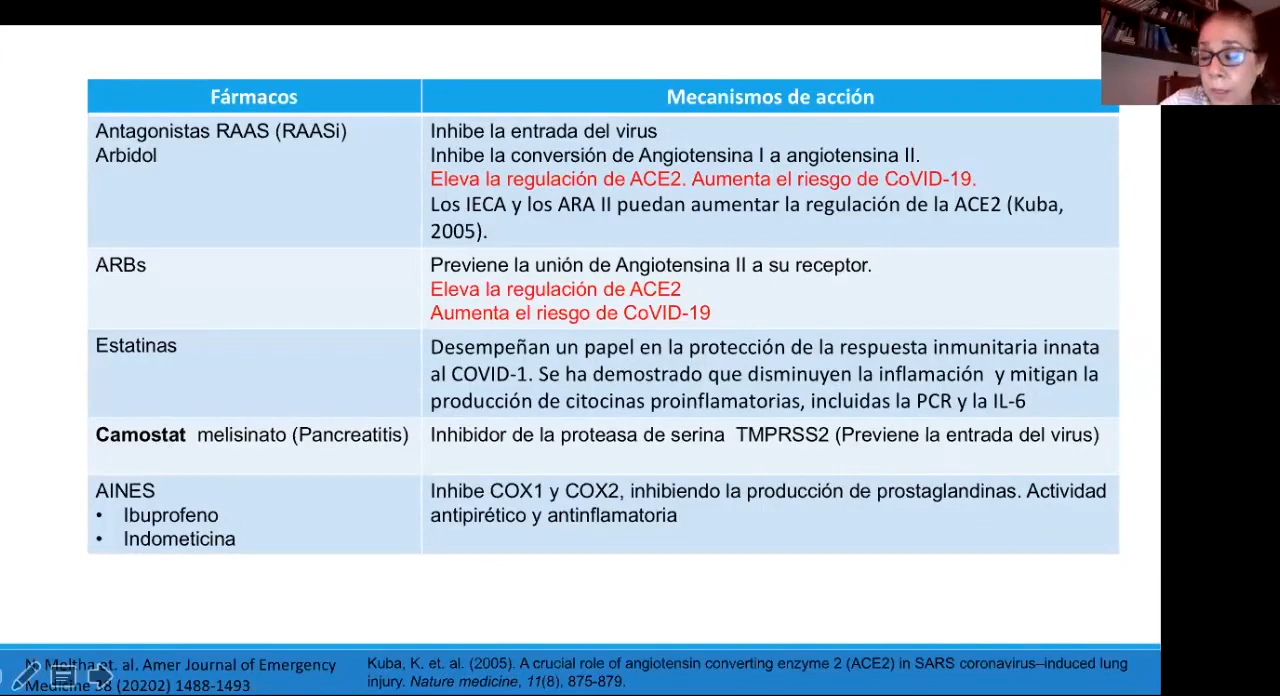 Fármacos
Mecanismos de acción
Antagonistas RAAS (RAASi)
Arbidol
Inhibe la entrada del virus
Inhibe la conversión de Angiotensina I a angiotensina II.
Eleva la regulación de ACE2. Aumenta el riesgo de CoVID-19.
Los IECA y los ARA II puedan aumentar la regulación de la ACE2 (Kuba,
2005).
ARBs
Previene la unión de Angiotensina II a su receptor.
Eleva la regulación de ACE2
Aumenta el riesgo de CoVID-19
Estatinas
Desempeñan un papel en la protección de la respuesta inmunitaria innata
al COVID-1. Se ha demostrado que disminuyen la inflamación y mitigan la
producción de citocinas proinflamatorias, incluidas la PCR y la IL-6
Camostat melisinato (Pancreatitis)
Inhibidor de la proteasa de serina TMPRSS2 (Previene la entrada del virus)
AINES
• Ibuprofeno
• Indometicina
Inhibe COX1 y COX2, inhibiendo la producción de prostaglandinas. Actividad
antipirético y antinflamatoria
et. al. Amer Journal of Emergency
Medicine 38 (20202) 1488-1493
Kuba, K. et. al. (2005). A crucial role of angiotensin converting enzyme 2 (ACE2) in SARS coronavirus–induced lung
injury. Nature medicine, 11(8), 875-879.